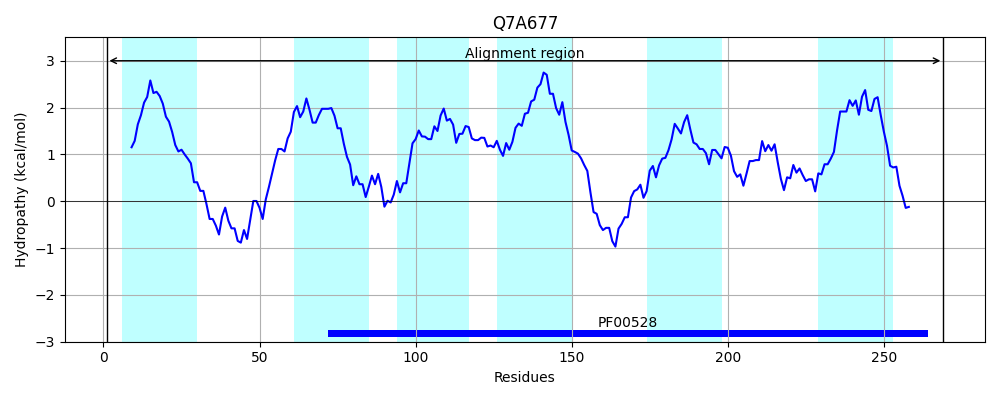 Q7A677
Alignment region
3
2
1
0
−1
−2
−3
Hydropathy (kcal/mol)
PF00528
0 50 100 150 200 250
Residues